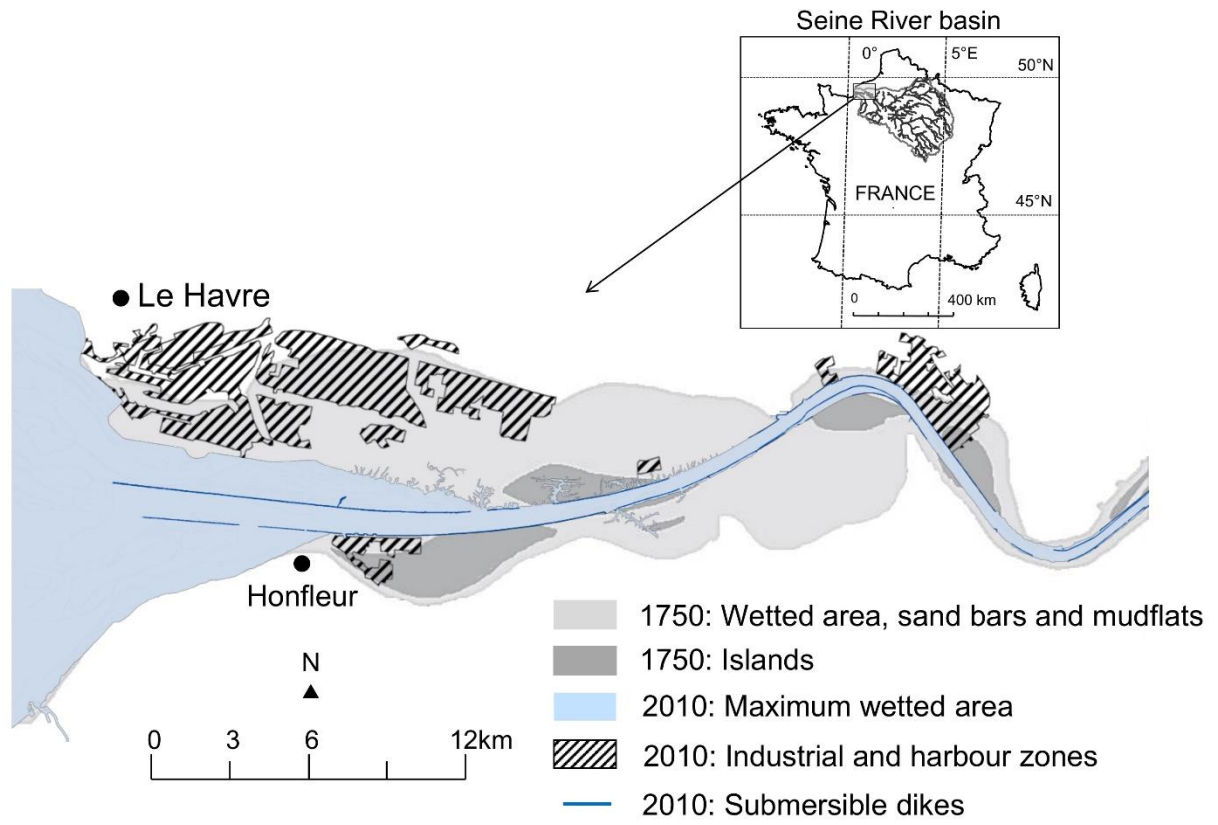 Seine River basin
0°
5°E
50°N
FRANCE
45°N
0
400 km
Le Havre
Honfleur
N
0
3
6
12km
1750: Wetted area, sand bars and mudflats
1750: Islands
2010: Maximum wetted area
2010: Industrial and harbour zones
2010: Submersible dikes